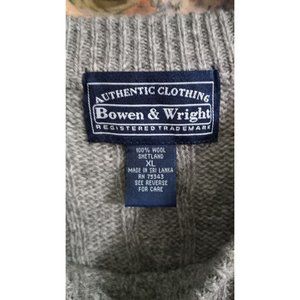 AUTHENTIC CLOTHING
Bowen & Wright
REGISTERED TRADEMARK
100% WOOL
SHETLAND
XL
MADE IN SRI LANKA
RN 79343
SEE REVERSE
FOR CARE